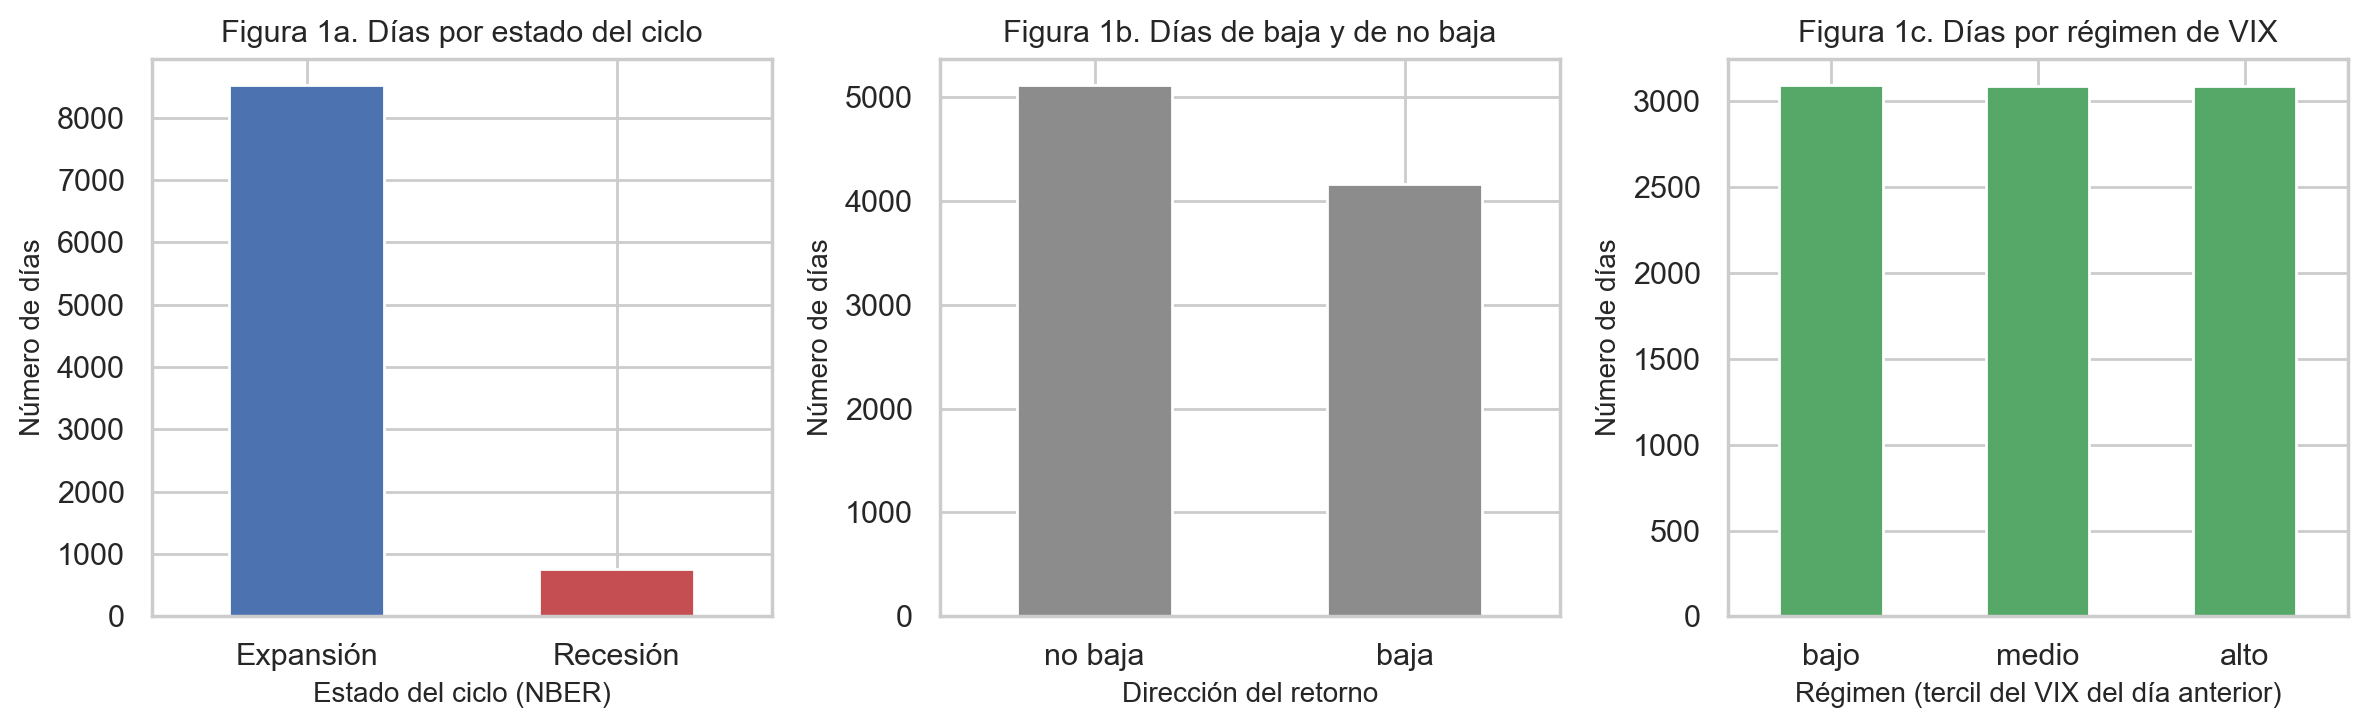 Figura 1a. Días por estado del ciclo
Número de días
8000
7000
6000
5000
4000
3000
2000
1000
0
Expansión
Recesión
Estado del ciclo (NBER)
Figura 1b. Días de baja y de no baja
Número de días
5000
4000
3000
2000
1000
0
no baja
baja
Dirección del retorno
Figura 1c. Días por régimen de VIX
Número de días
3000
2500
2000
1500
1000
500
0
bajo
medio
alto
Régimen (tercil del VIX del día anterior)